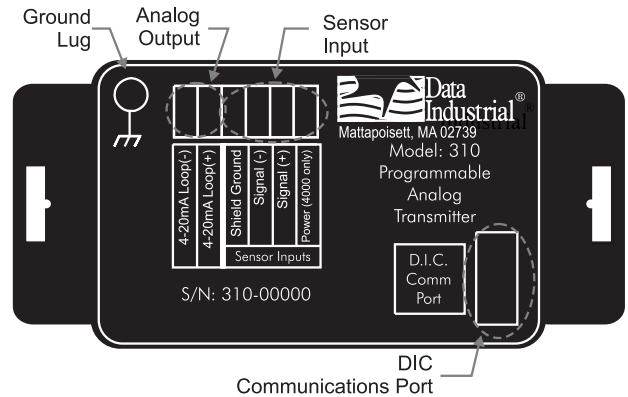 Ground
Lug
Analog
Output
Sensor
Input
Data
Industrial®
Mattapoisett, MA 02739
Model: 310
Programmable
Analog
Transmitter
4-20mA Loop(-)
4-20mA Loop(+)
Shield Ground
Signal (-)
Signal (+)
Power (4000 only)
Sensor Inputs
D.I.C.
Comm
Port
S/N: 310-00000
DIC
Communications Port